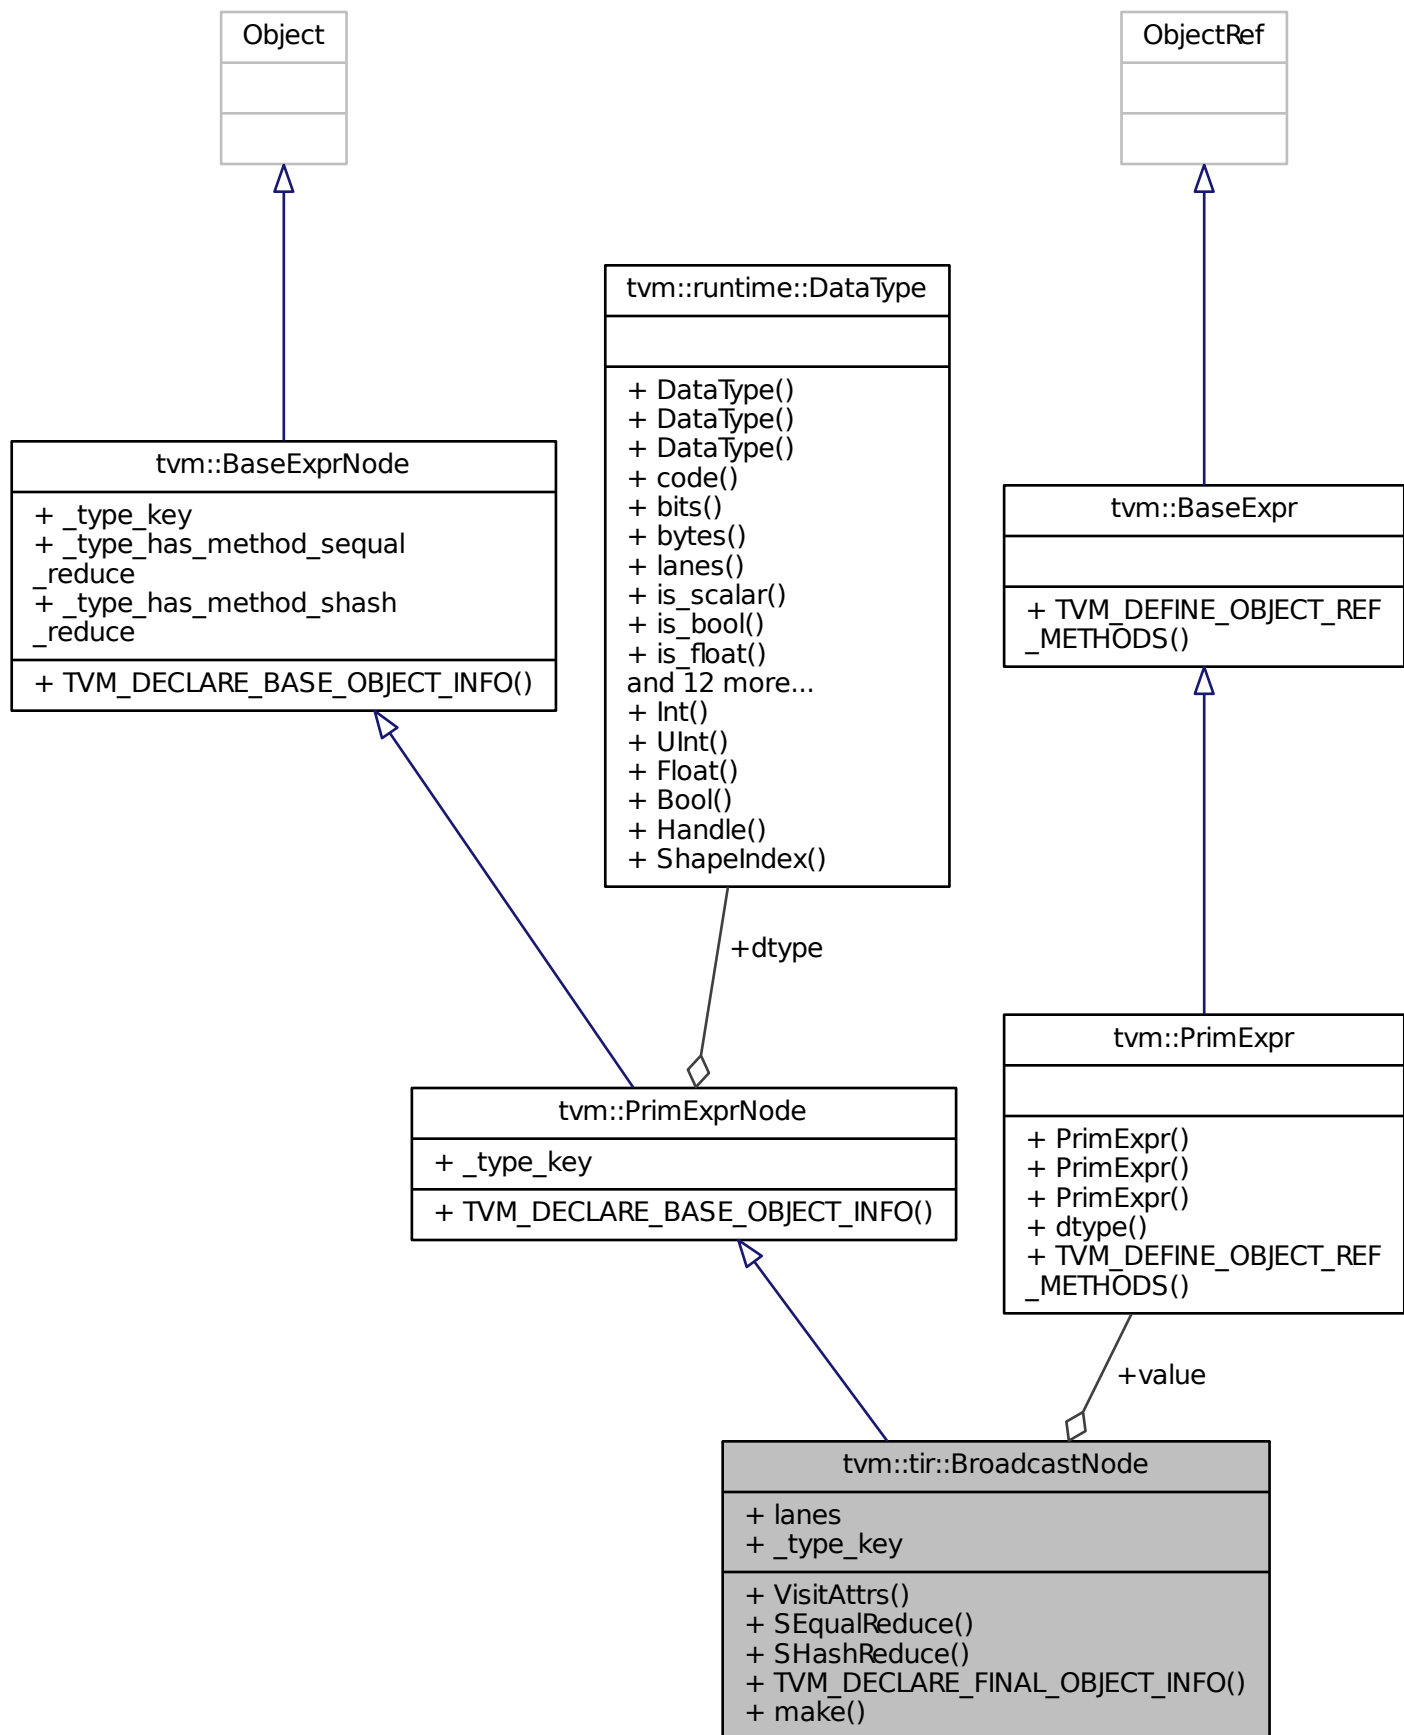 Object
ObjectRef
tvm::runtime::DataType
+ DataType()
+ DataType()
+ DataType()
+ code()
+ bits()
+ bytes()
+ lanes()
+ is_scalar()
+ is_bool()
+ is_float()
and 12 more...
+ Int()
+ UInt()
+ Float()
+ Bool()
+ Handle()
+ ShapeIndex()
tvm::BaseExprNode
+ _type_key
+ _type_has_method_sequal
_reduce
+ _type_has_method_shash
_reduce
+ TVM_DECLARE_BASE_OBJECT_INFO()
tvm::BaseExpr
+ TVM_DEFINE_OBJECT_REF
_METHODS()
+dtype
tvm::PrimExprNode
+ _type_key
+ TVM_DECLARE_BASE_OBJECT_INFO()
tvm::PrimExpr
+ PrimExpr()
+ PrimExpr()
+ PrimExpr()
+ dtype()
+ TVM_DEFINE_OBJECT_REF
_METHODS()
+value
tvm::tir::BroadcastNode
+ lanes
+ _type_key
+ VisitAttrs()
+ SEqualReduce()
+ SHashReduce()
+ TVM_DECLARE_FINAL_OBJECT_INFO()
+ make()